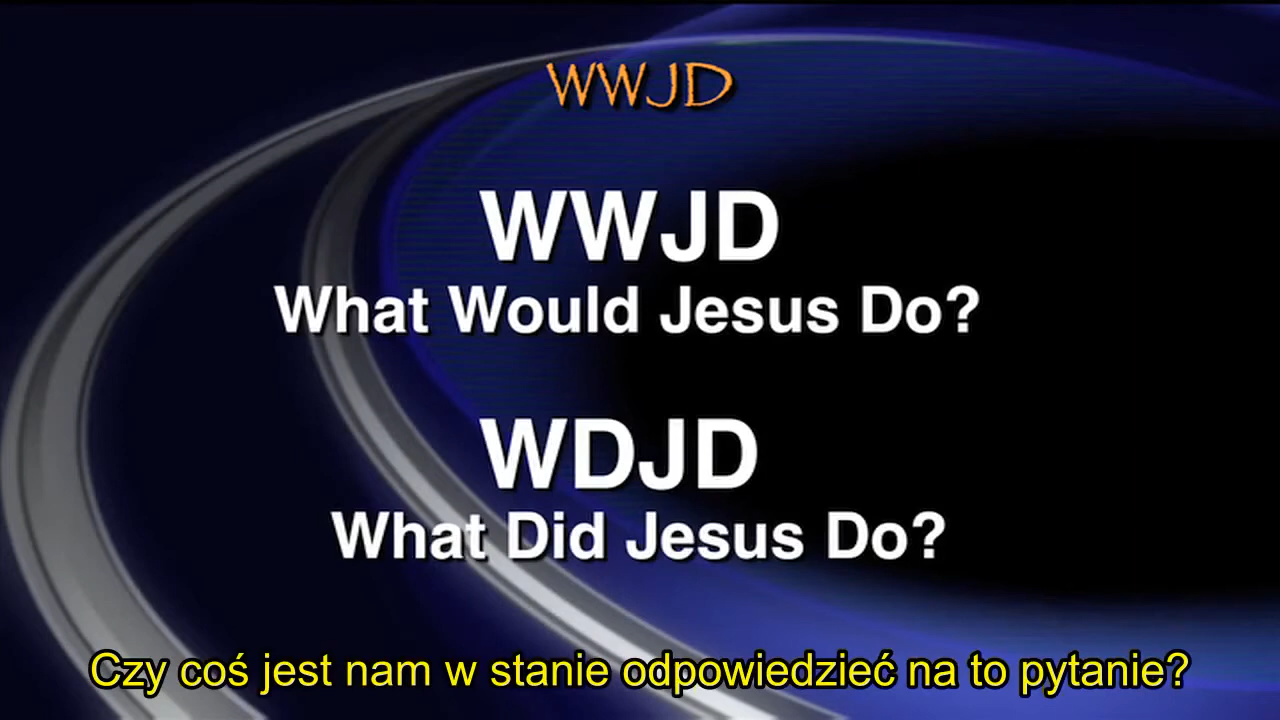 WWJD
WWJD
What Would Jesus Do?
WDJD
What Did Jesus Do?
Czy coś jest nam w stanie odpowiedzieć na to pytanie?